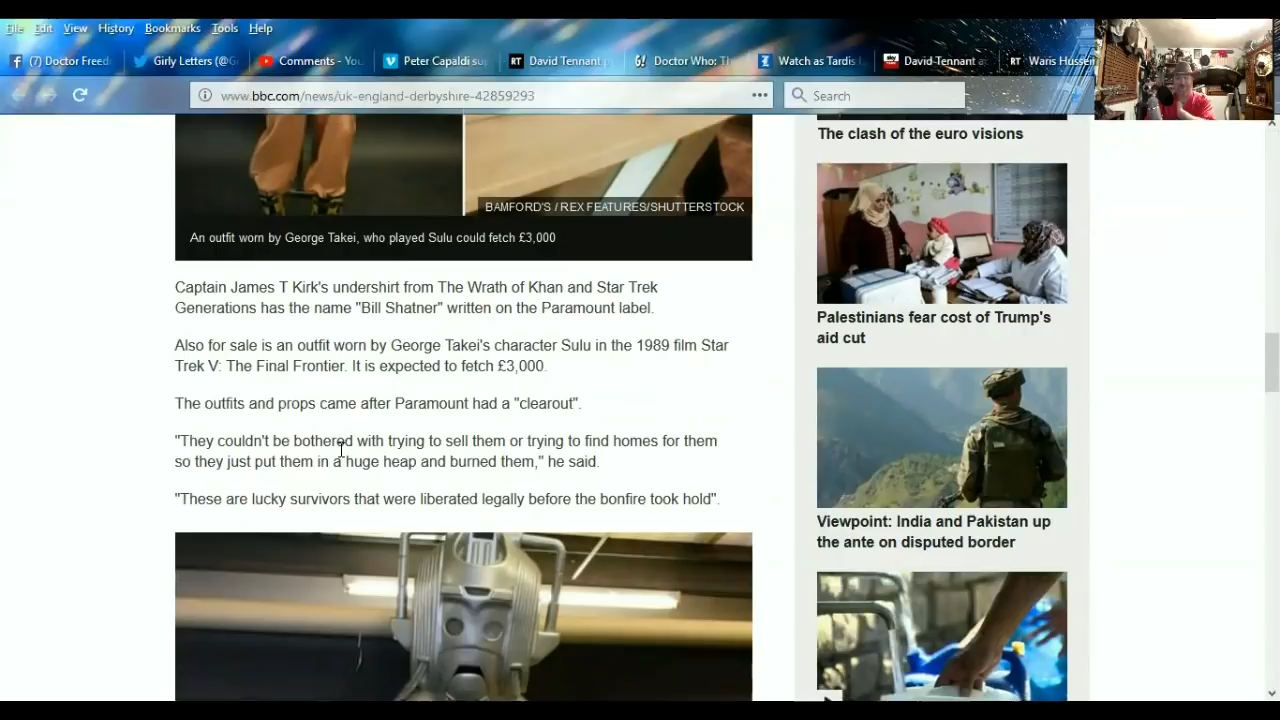 File Edit View History Bookmarks Tools Help
(7) Doctor Freed
Girly Letters (@G
Comments - You
Peter Capaldi su
RT David Tennant p
Doctor Who: Th
Watch as Tardis l
David Tennant a
RT Waris Hussein
www.bbc.com/news/uk-england-derbyshire-42859293
Search
BAMFORD'S / REX FEATURES/SHUTTERSTOCK
An outfit worn by George Takei, who played Sulu could fetch £3,000
Captain James T Kirk's undershirt from The Wrath of Khan and Star Trek
Generations has the name "Bill Shatner" written on the Paramount label.
Also for sale is an outfit worn by George Takei's character Sulu in the 1989 film Star
Trek V: The Final Frontier. It is expected to fetch £3,000.
The outfits and props came after Paramount had a "clearout".
"They couldn't be bothered with trying to sell them or trying to find homes for them
so they just put them in a huge heap and burned them," he said.
"These are lucky survivors that were liberated legally before the bonfire took hold".
The clash of the euro visions
Palestinians fear cost of Trump's
aid cut
Viewpoint: India and Pakistan up
the ante on disputed border